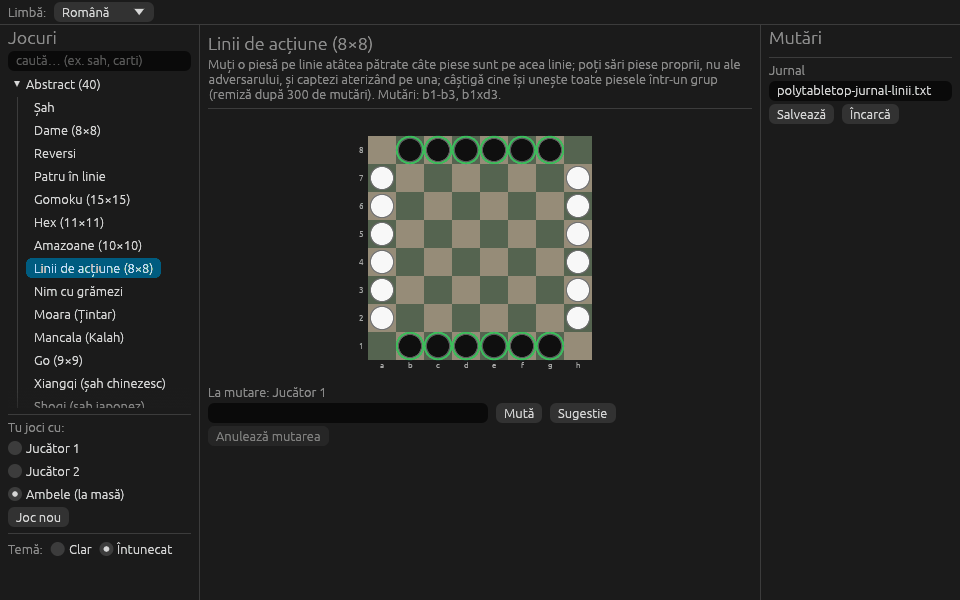 Limbă: Română
Jocuri
caută... (ex. sah, carti)
Abstract (40)
Șah
Dame (8×8)
Reversi
Patru în linie
Gomoku (15×15)
Hex (11×11)
Amazoane (10×10)
Linii de acțiune (8×8)
Nim cu grămezi
Moara (Țintar)
Mancala (Kalah)
Go (9×9)
Xiangqi (șah chinezesc)
Shogi (șah japonez)
Tu joci cu:
Jucător 1
Jucător 2
Ambele (la masă)
Joc nou
Temă: Clar Întunecat
Linii de acțiune (8×8)
Muți o piesă pe linie atâtea pătrate câte piese sunt pe acea linie; poți sări piese proprii, nu ale
adversarului, și captezi aterizând pe una; câștigă cine își unește toate piesele într-un grup
(remiză după 300 de mutări). Mutări: b1-b3, b1xd3.
8
7
6
5
4
3
2
1
a b c d e f g h
La mutare: Jucător 1
Mută Sugestie
Anulează mutarea
Mutări
Jurnal
polytabletop-jurnal-linii.txt
Salvează Încarcă